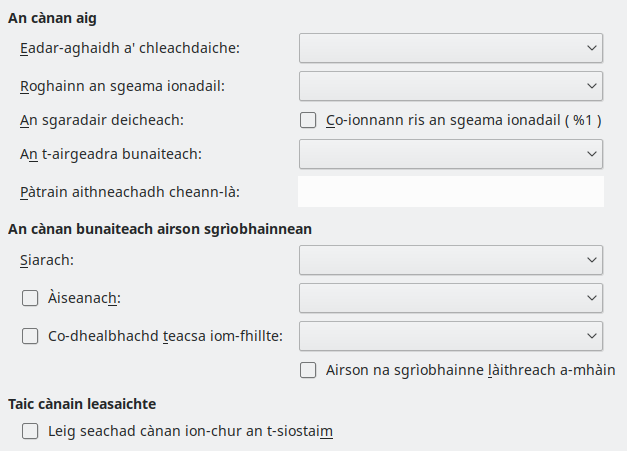 An cànan aig
Eadar-aghaidh a' chleachdaiche:
Roghainn an sgeama ionadail:
An sgaradair deicheach:
Co-ionnann ris an sgeama ionadail ( %1 )
An t-airgeadra bunaiteach:
Pàtrain aithneachadh cheann-là:
An cànan bunaiteach airson sgrìobhainnean
Siarach:
Àiseanach:
Co-dhealbhachd teacsa iom-fhillte:
Airson na sgrìobhainne làithreach a-mhàin
Taic cànain leasaichte
Leig seachad cànan ion-chur an t-siostaim